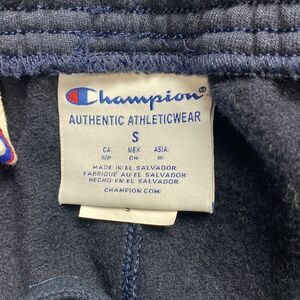 Champion
AUTHENTIC ATHLETICWEAR
S
CA MEX ASIA
S/P CH M
MADE IN EL SALVADOR
FABRIQUÉ AU EL SALVADOR
HECHO EN EL SALVADOR
CHAMPION.COM